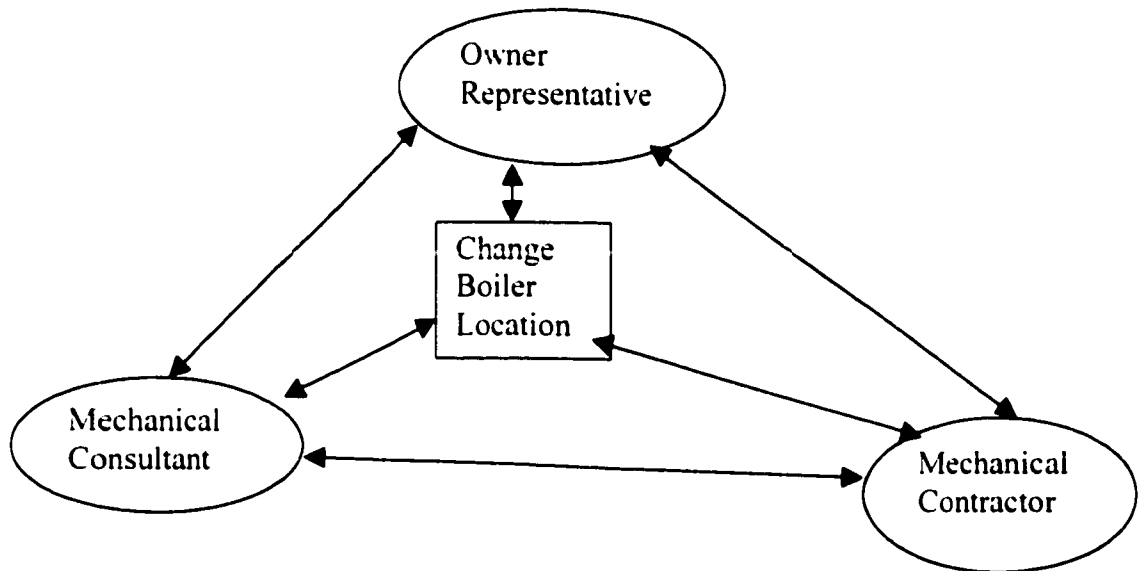 Owner
Representative
Change
Boiler
Location
Mechanical
Consultant
Mechanical
Contractor